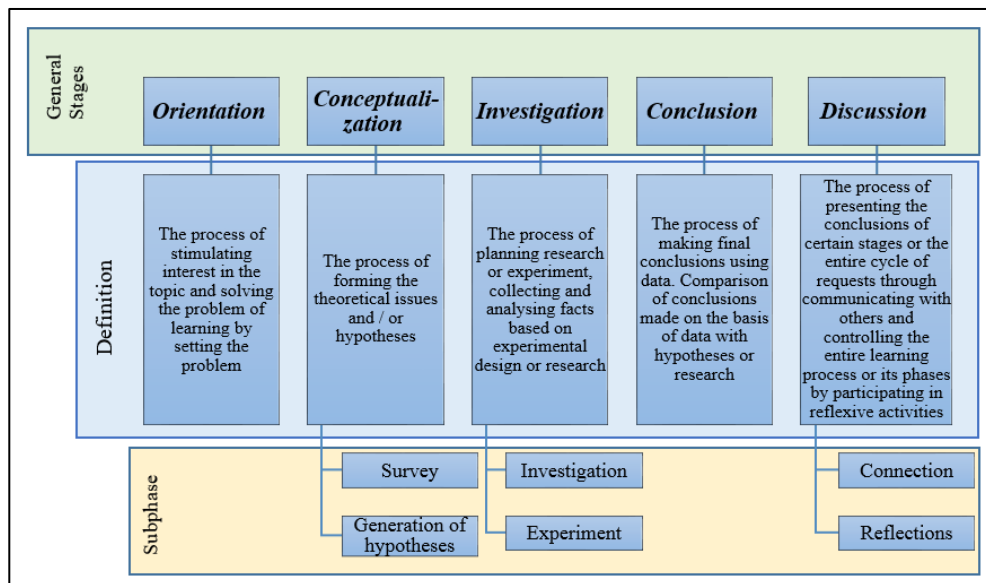 General
Stages
Orientation
Conceptuali-
zation
Investigation
Conclusion
Discussion
Definition
The process of
stimulating
interest in the
topic and solving
the problem of
learning by
setting the
problem
The process of
forming the
theoretical issues
and / or
hypotheses
The process of
planning research
or experiment,
collecting and
analysing facts
based on
experimental
design or research
The process of
making final
conclusions using
data. Comparison
of conclusions
made on the basis
of data with
hypotheses or
research
The process of
presenting the
conclusions of
certain stages or the
entire cycle of
requests through
communicating with
others and
controlling the
entire learning
process or its phases
by participating in
reflexive activities
Subphase
Survey
Generation of
hypotheses
Investigation
Experiment
Connection
Reflections